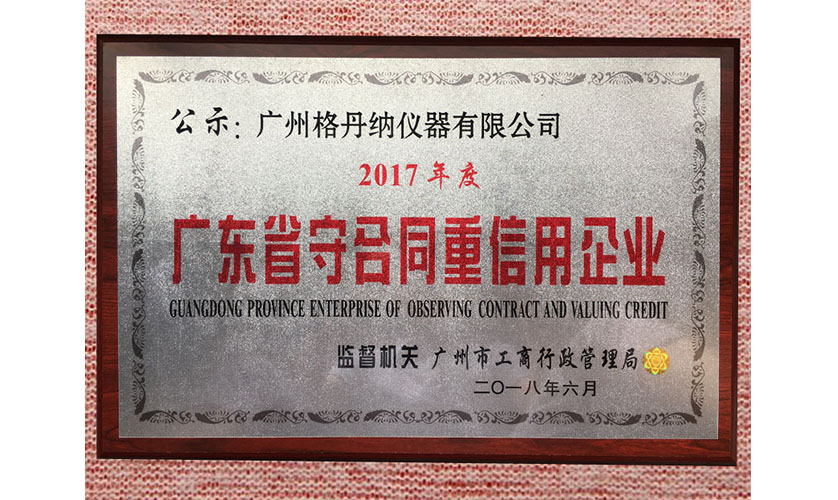 公示：广州格丹纳仪器有限公司
2017年度
广东省守合同重信用企业
GUANGDONG PROVINCE ENTERPRISE OF OBSERVING CONTRACT AND VALUING CREDIT
监督机关 广州市工商行政管理局
二〇一八年六月